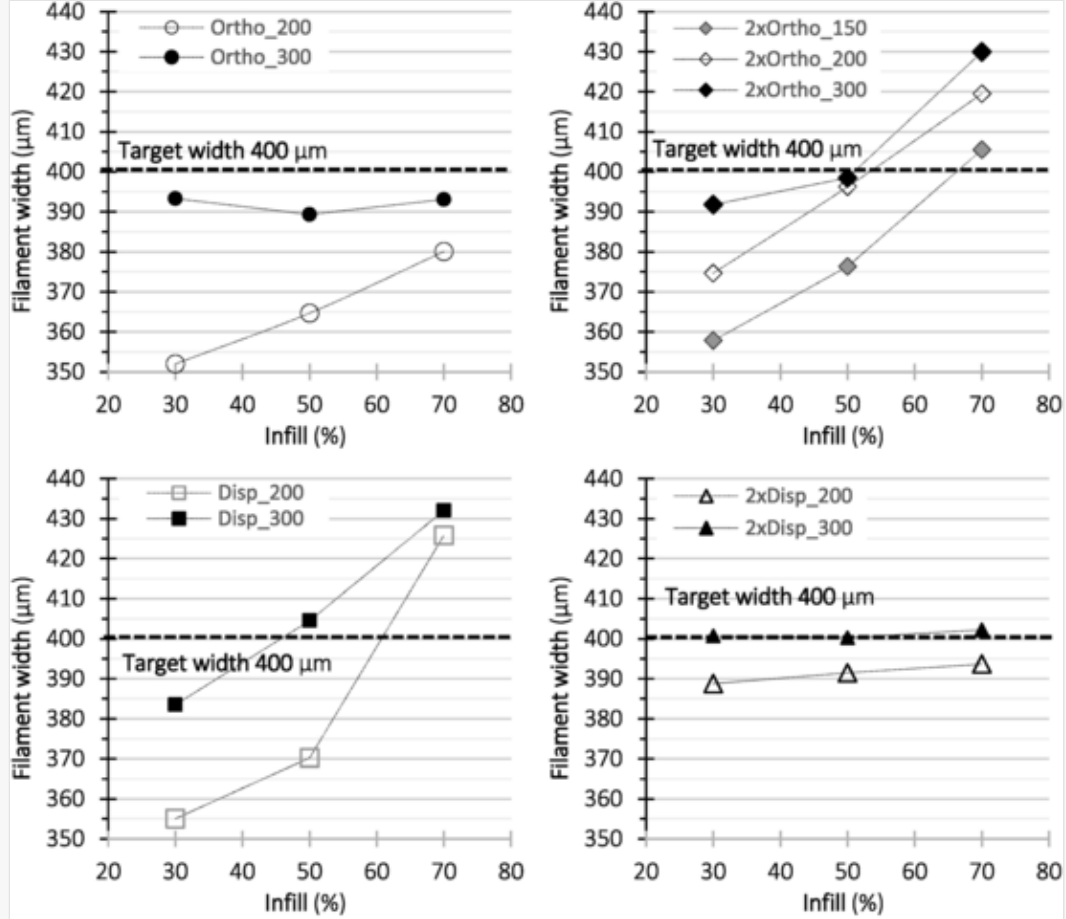 Ortho_200
Ortho_300
Target width 400 μm
Filament width (μm)
440
430
420
410
400
390
380
370
360
350
20 30 40 50 60 70 80
Infill (%)
2xOrtho_150
2xOrtho_200
2xOrtho_300
Target width 400 μm
Filament width (μm)
440
430
420
410
400
390
380
370
360
350
20 30 40 50 60 70 80
Infill (%)
Disp_200
Disp_300
Target width 400 μm
Filament width (μm)
440
430
420
410
400
390
380
370
360
350
20 30 40 50 60 70 80
Infill (%)
2xDisp_200
2xDisp_300
Target width 400 μm
Filament width (μm)
440
430
420
410
400
390
380
370
360
350
20 30 40 50 60 70 80
Infill (%)